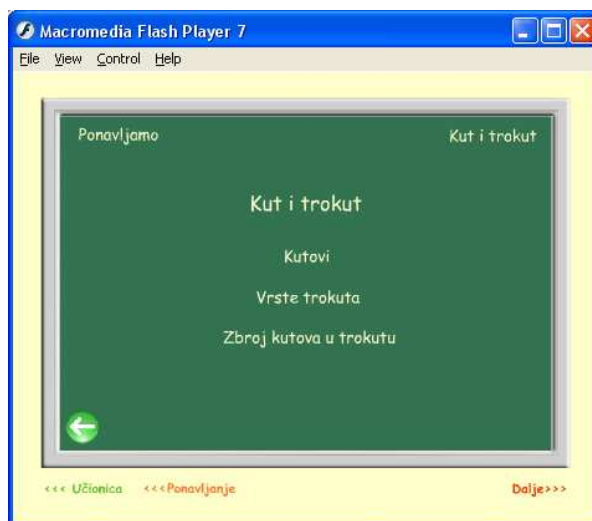 Macromedia Flash Player 7
File View Control Help
Ponavljamo Kut i trokut
Kut i trokut
Kutovi
Vrste trokuta
Zbroj kutova u trokutu
<<< Učionica <<<Ponavljanje Dalje>>>